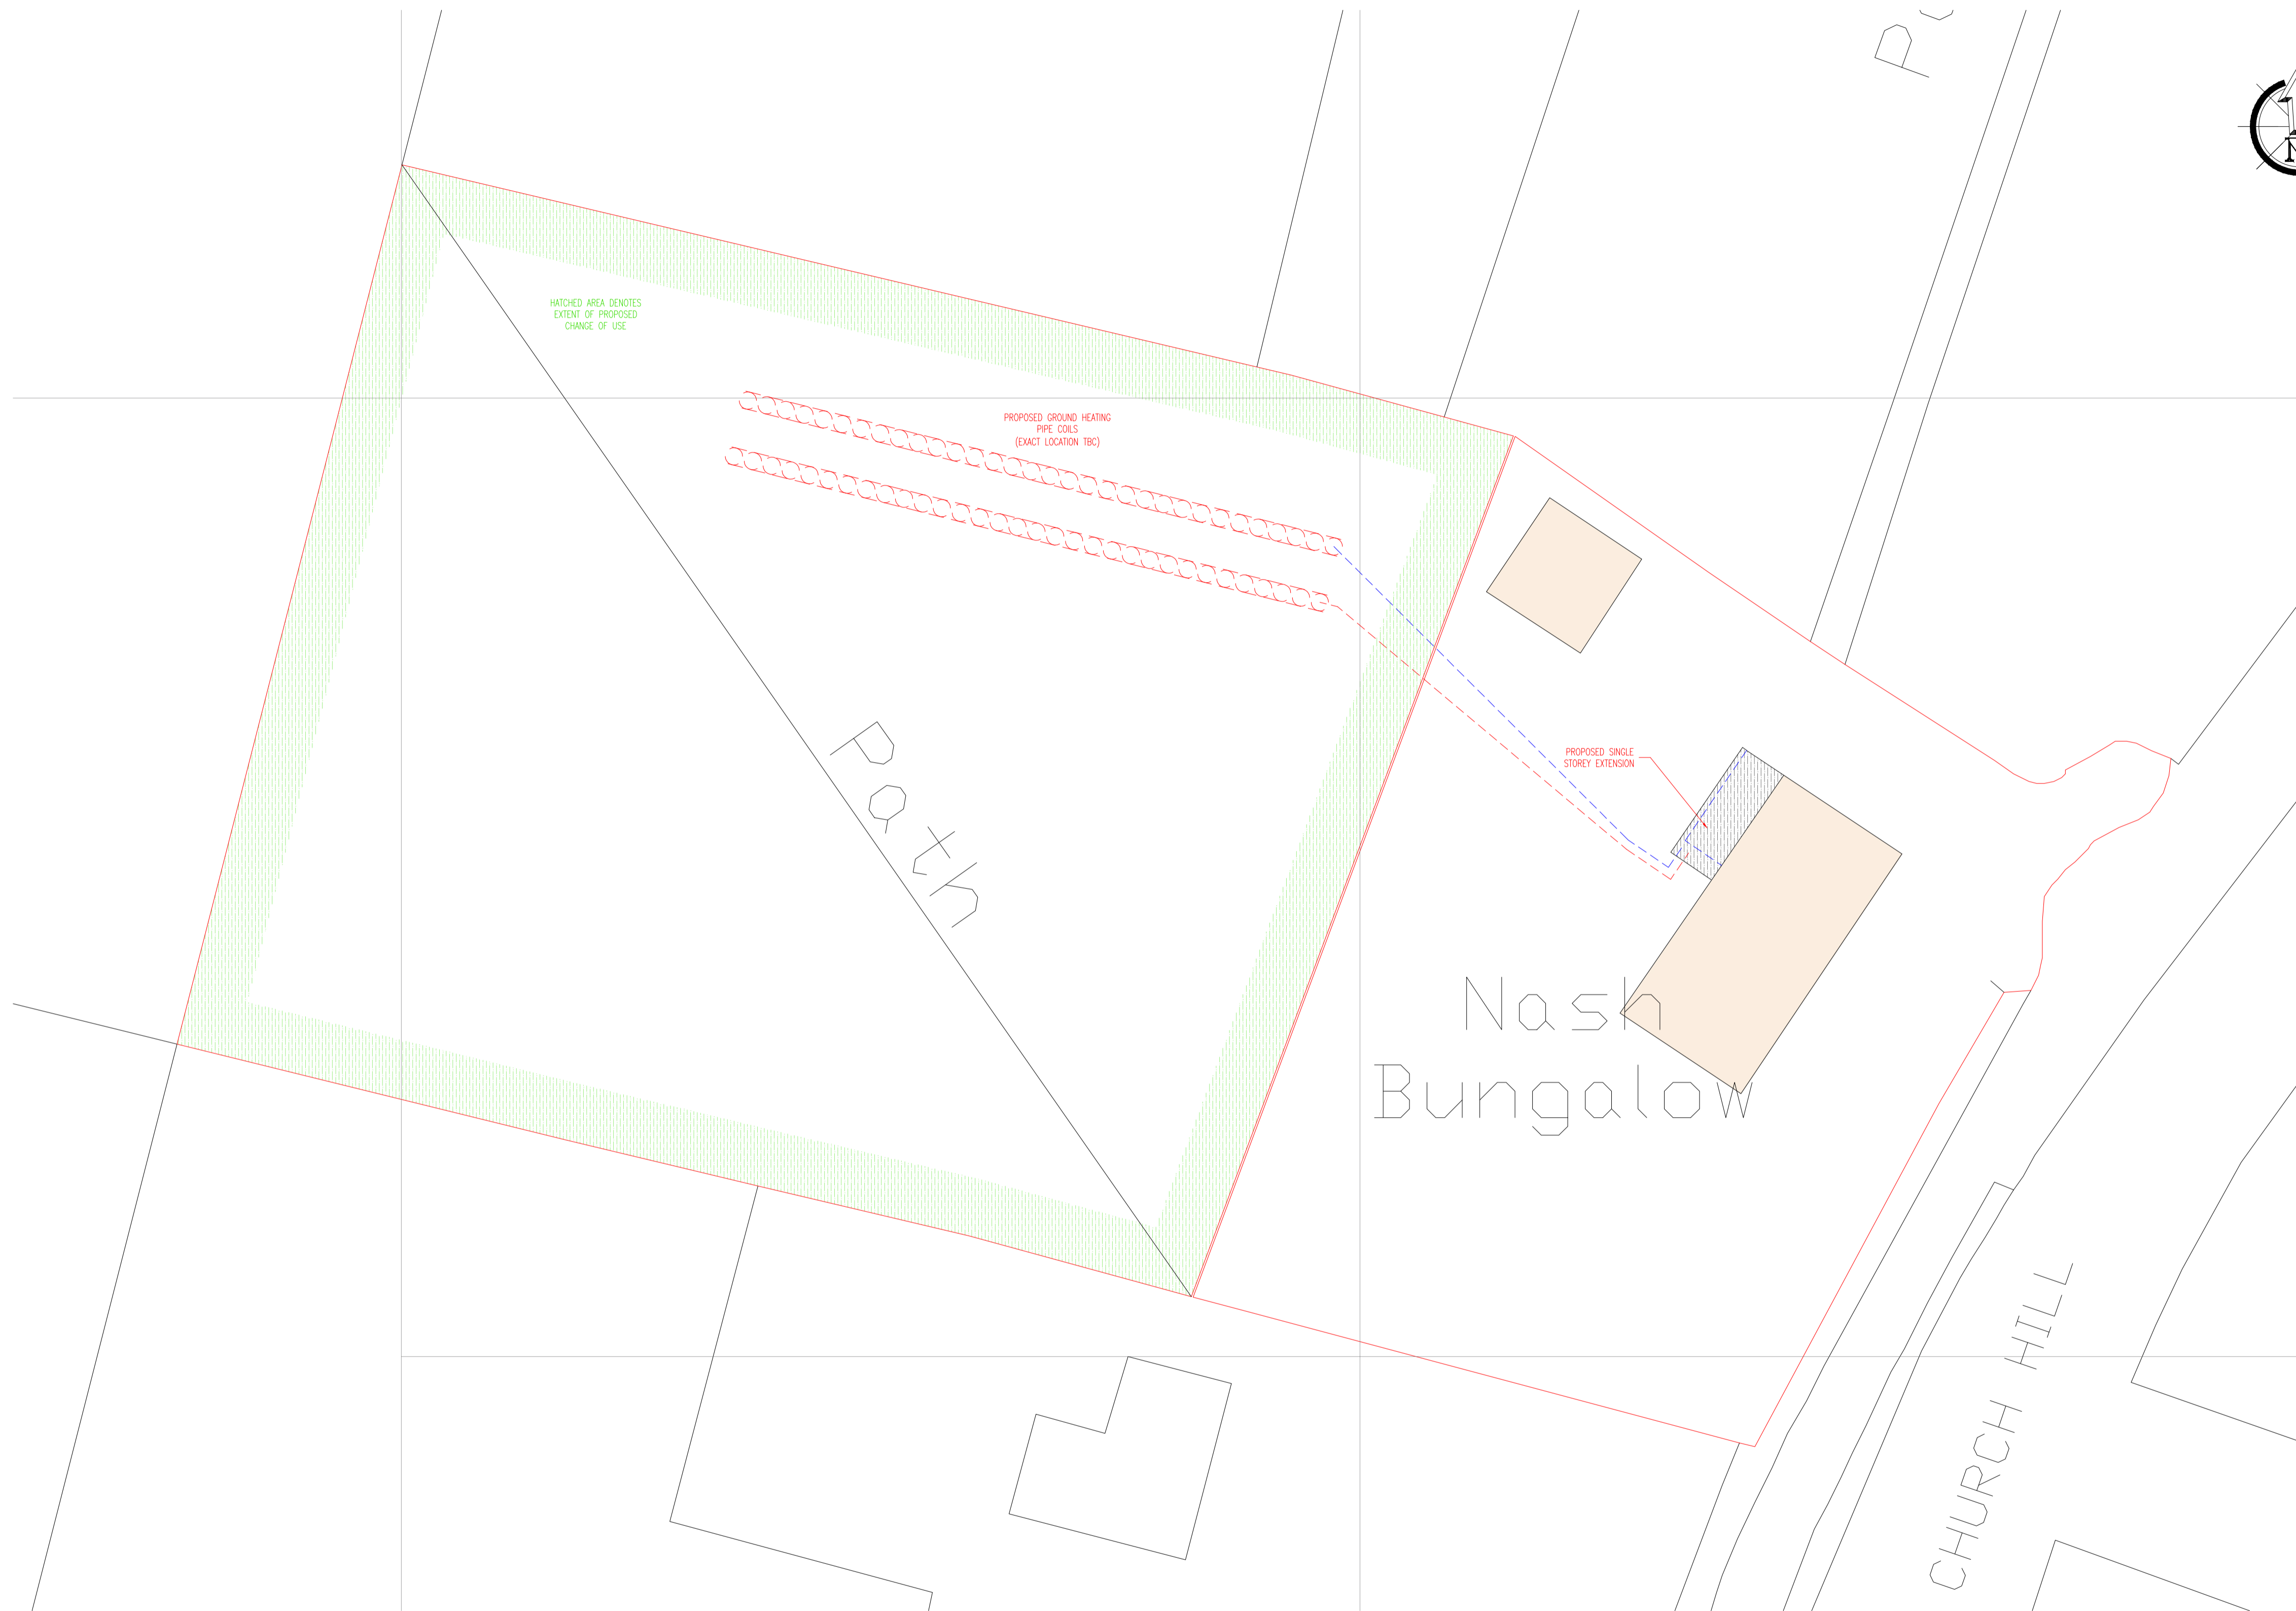 HATCHED AREA DENOTES
EXTENT OF PROPOSED
CHANGE OF USE
PROPOSED GROUND HEATING
PIPE COILS
(EXACT LOCATION TBC)
Path
PROPOSED SINGLE
STOREY EXTENSION
Nash
Bungalow
CHURCH HILL